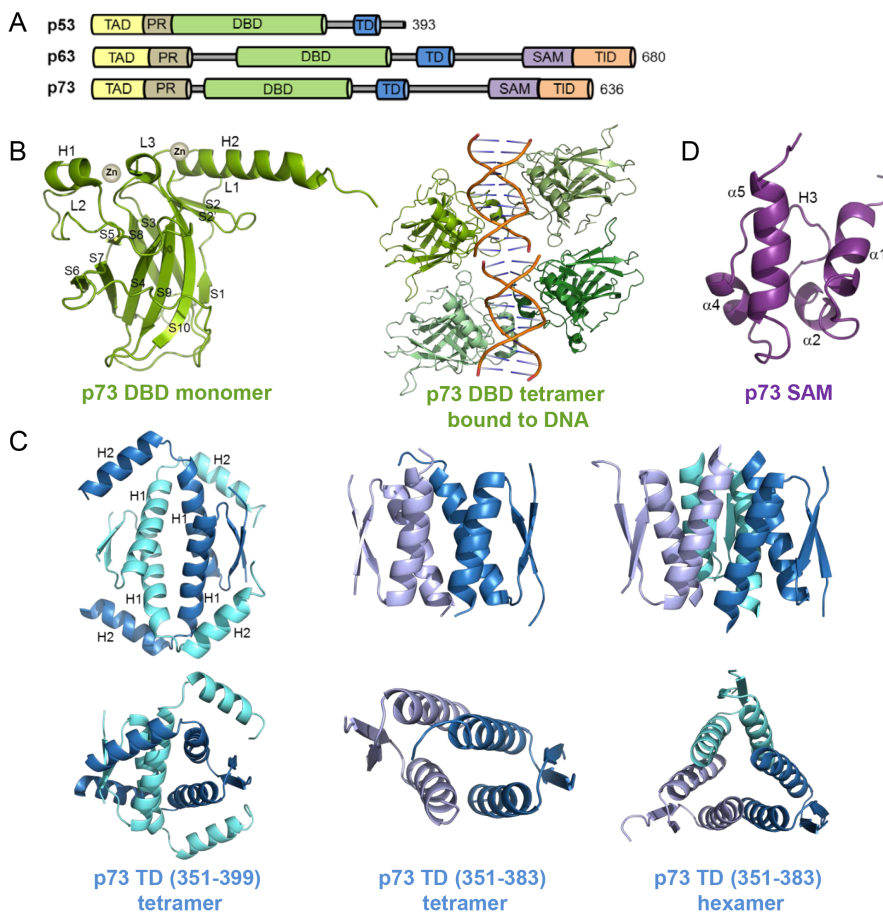 A
p53 TAD PR DBD TD 393
p63 TAD PR DBD TD SAM TID 680
p73 TAD PR DBD TD SAM TID 636
B
H1 Zn L3 Zn H2
L2 L1
S3 S2
S2'
S5 S8
S7
S6 S4 S9 S1
S10
p73 DBD monomer
p73 DBD tetramer
bound to DNA
D
α5 H3
α1
α4
α2
p73 SAM
C
H2 H2
H1
H1
H1 H1
H2 H2
p73 TD (351-399)
tetramer
p73 TD (351-383)
tetramer
p73 TD (351-383)
hexamer